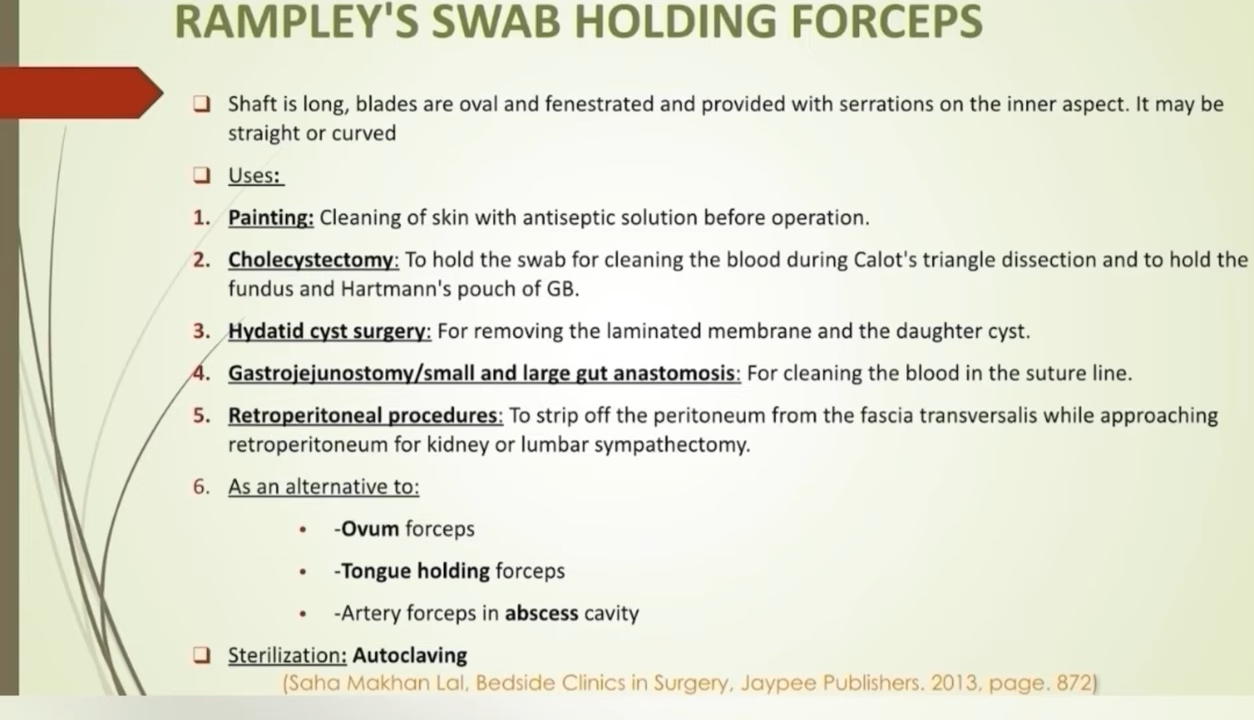 RAMPLEY'S SWAB HOLDING FORCEPS
❑ Shaft is long, blades are oval and fenestrated and provided with serrations on the inner aspect. It may be
straight or curved
❑ Uses:
1. Painting: Cleaning of skin with antiseptic solution before operation.
2. Cholecystectomy: To hold the swab for cleaning the blood during Calot's triangle dissection and to hold the
fundus and Hartmann's pouch of GB.
3. Hydatid cyst surgery: For removing the laminated membrane and the daughter cyst.
4. Gastrojejunostomy/small and large gut anastomosis: For cleaning the blood in the suture line.
5. Retroperitoneal procedures: To strip off the peritoneum from the fascia transversalis while approaching
retroperitoneum for kidney or lumbar sympathectomy.
6. As an alternative to:
• -Ovum forceps
• -Tongue holding forceps
• -Artery forceps in abscess cavity
❑ Sterilization: Autoclaving
(Saha Makhan Lal, Bedside Clinics in Surgery, Jaypee Publishers. 2013, page. 872)